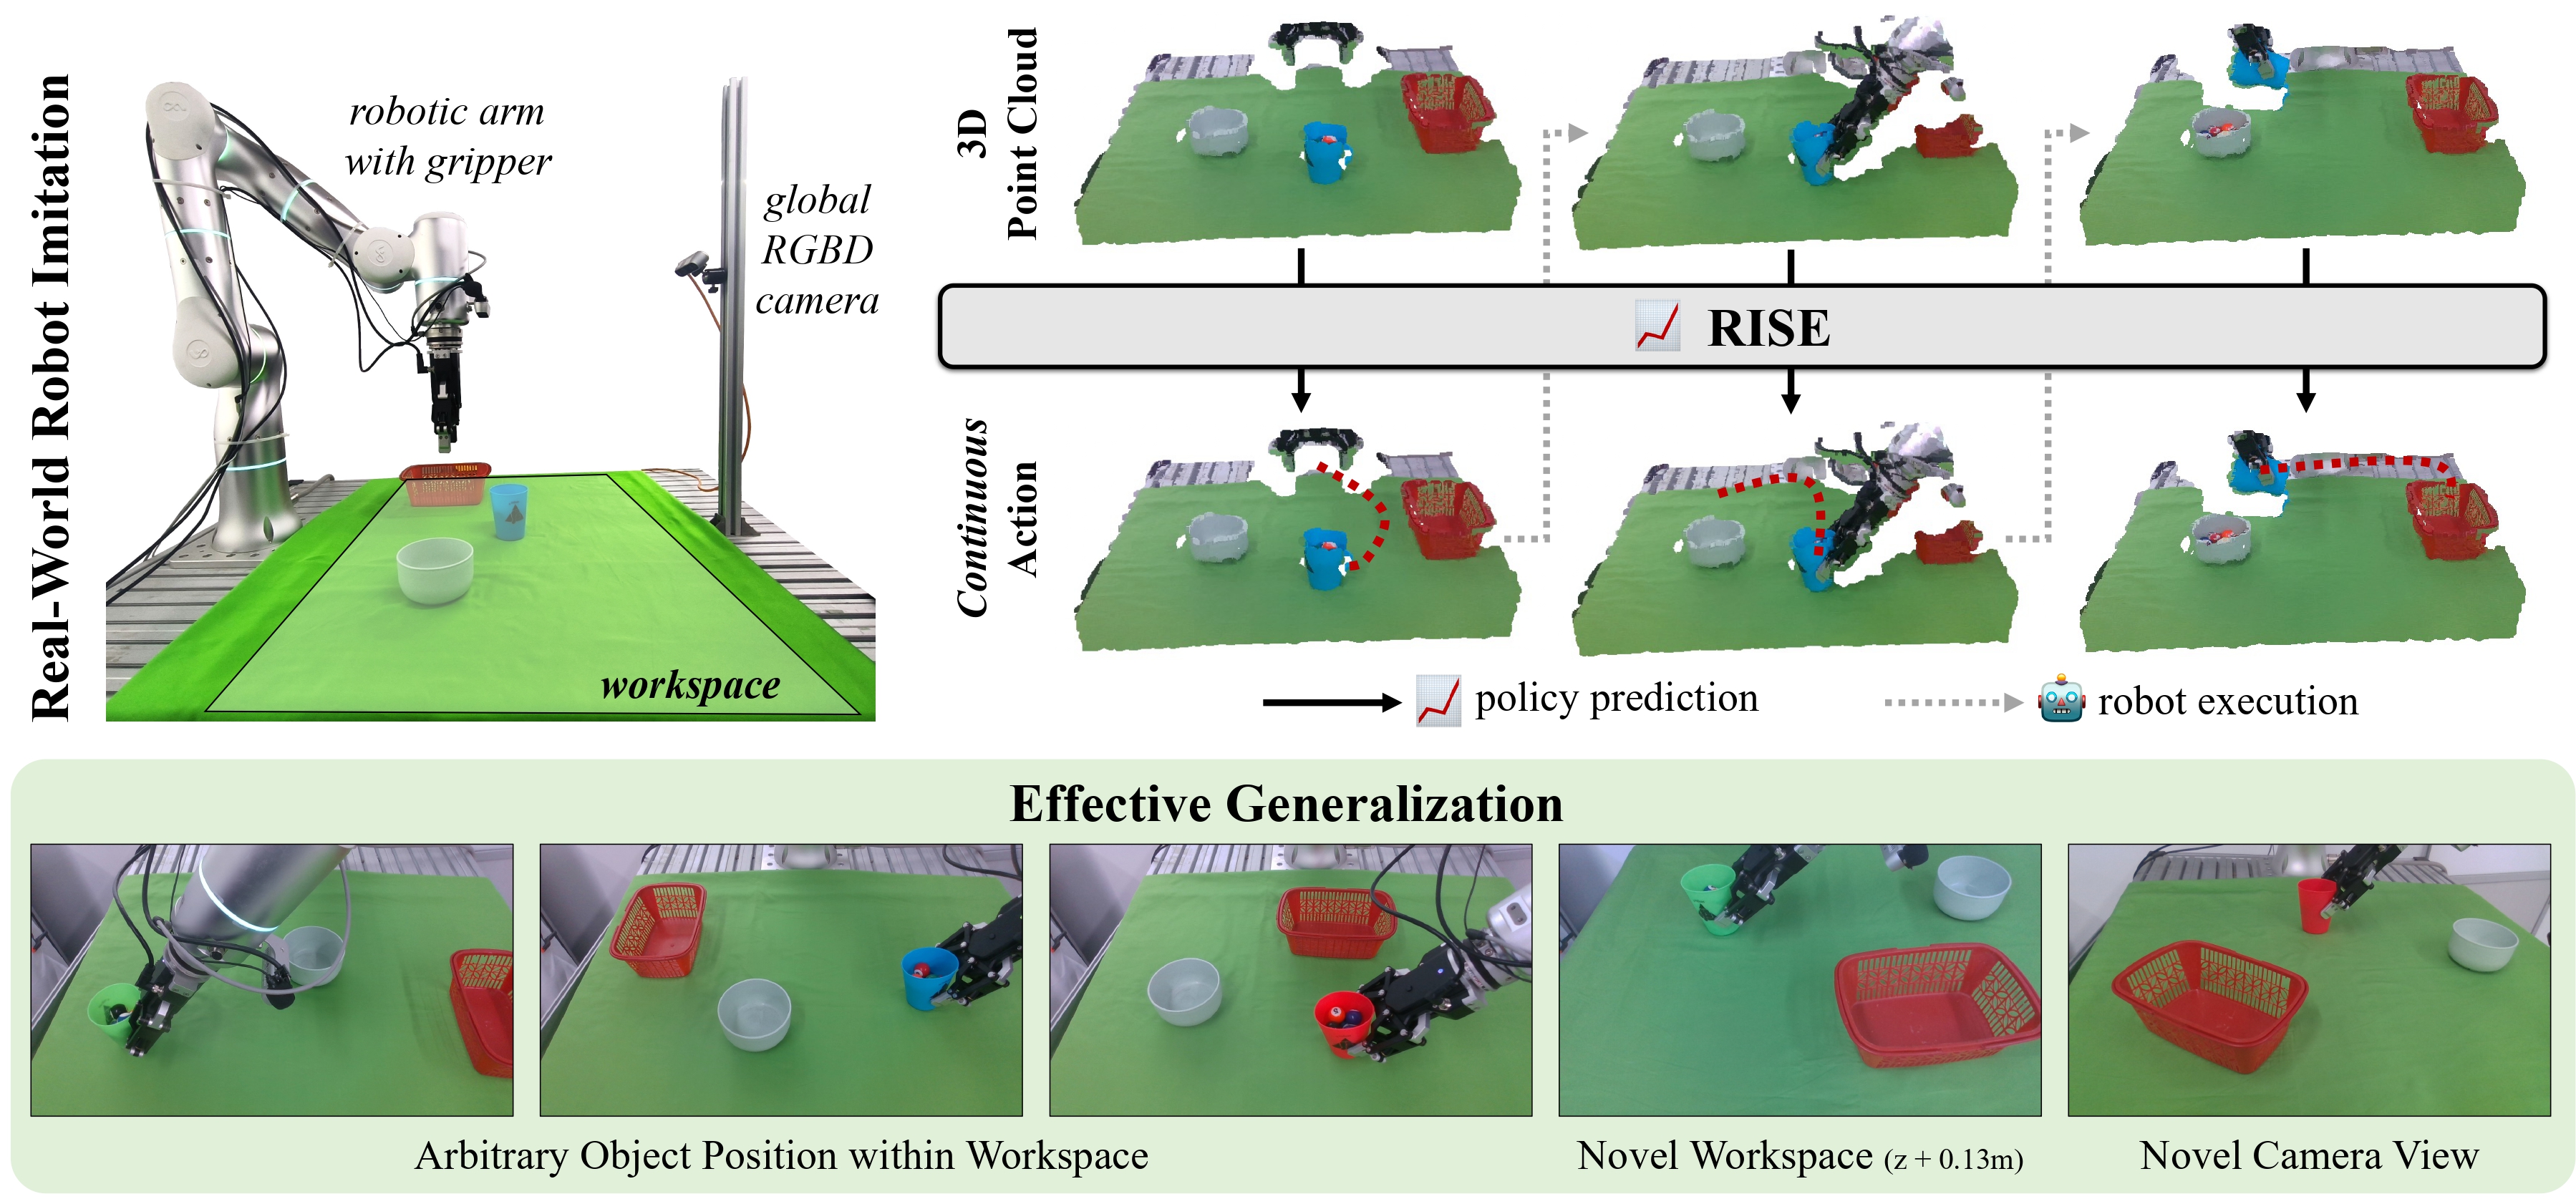 Real-World Robot Imitation
robotic arm
with gripper
global
RGBD
camera
workspace
3D
Point Cloud
RISE
Continuous
Action
policy prediction
robot execution
Effective Generalization
Arbitrary Object Position within Workspace
Novel Workspace (z + 0.13m)
Novel Camera View